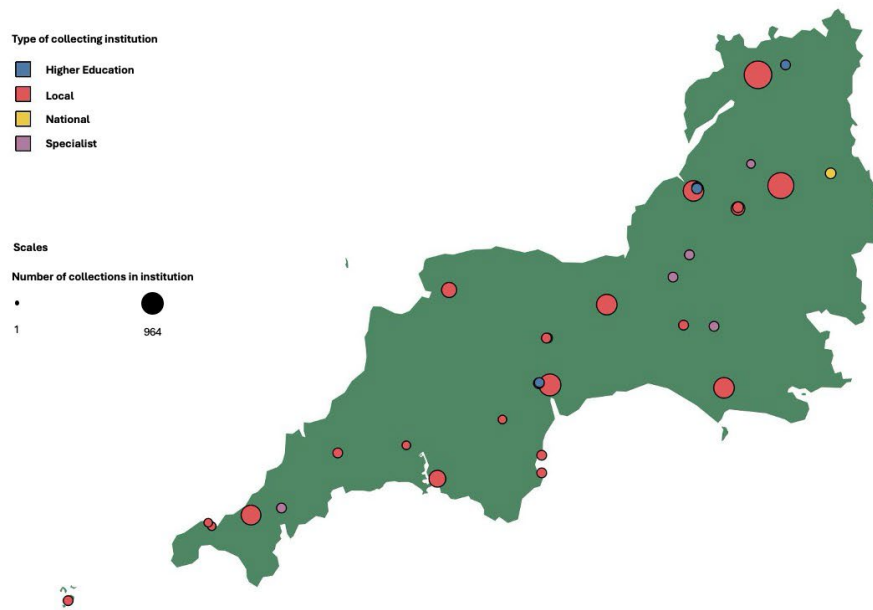 Type of collecting institution
Higher Education
Local
National
Specialist
Scales
Number of collections in institution
1 964